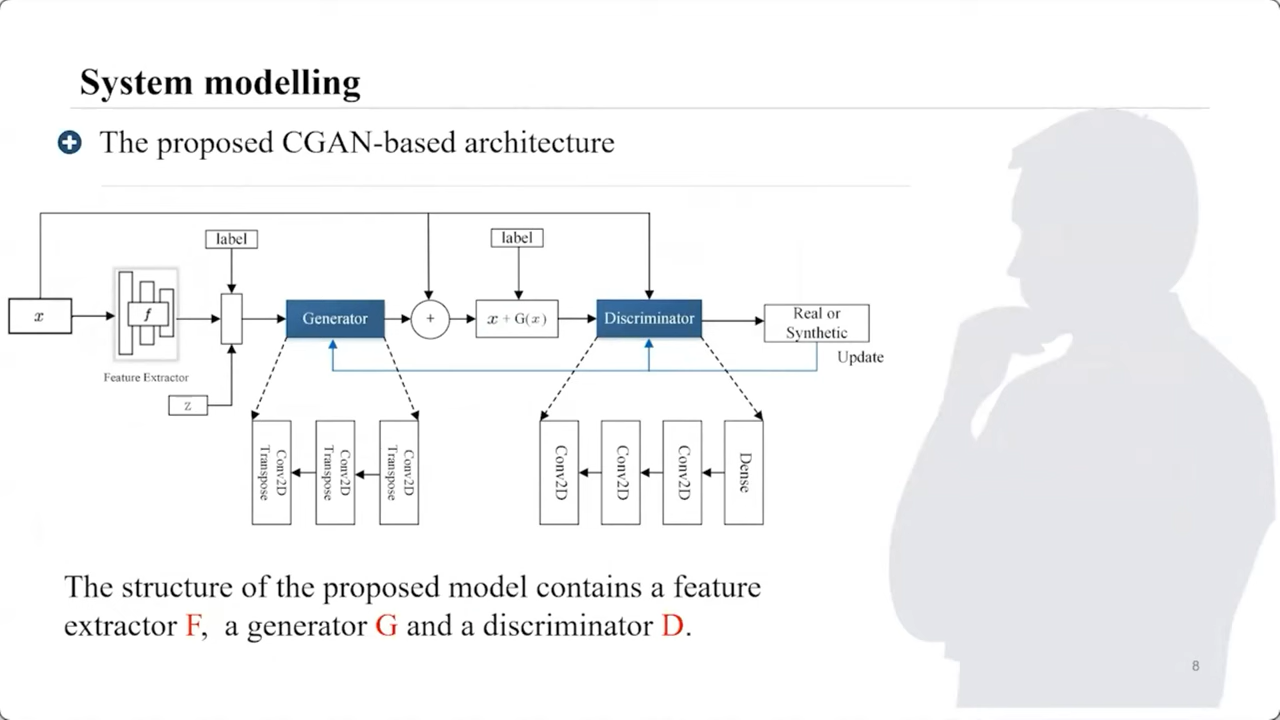 System modelling
The proposed CGAN-based architecture
label
label
x
f
Generator
+
x + G(x)
Discriminator
Real or
Synthetic
Update
Feature Extractor
z
Conv2D
Transpose
Conv2D
Transpose
Conv2D
Transpose
Conv2D
Conv2D
Conv2D
Dense
The structure of the proposed model contains a feature
extractor F, a generator G and a discriminator D.
8